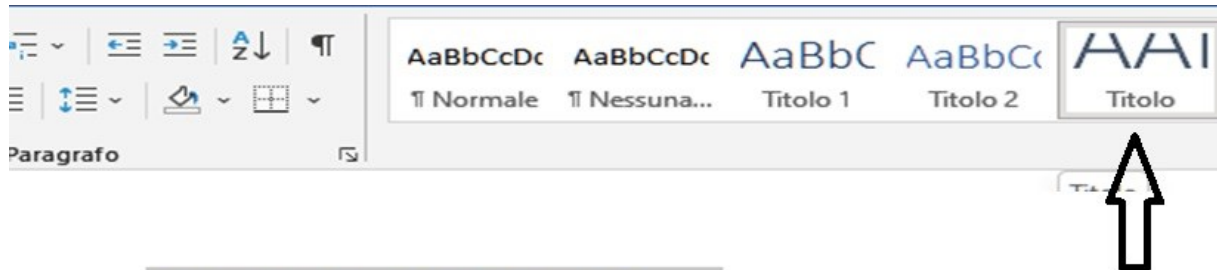 AaBbCcDc AaBbCcDc AaBbC AaBbCc AAI
¶ Normale ¶ Nessuna... Titolo 1 Titolo 2 Titolo
Paragrafo